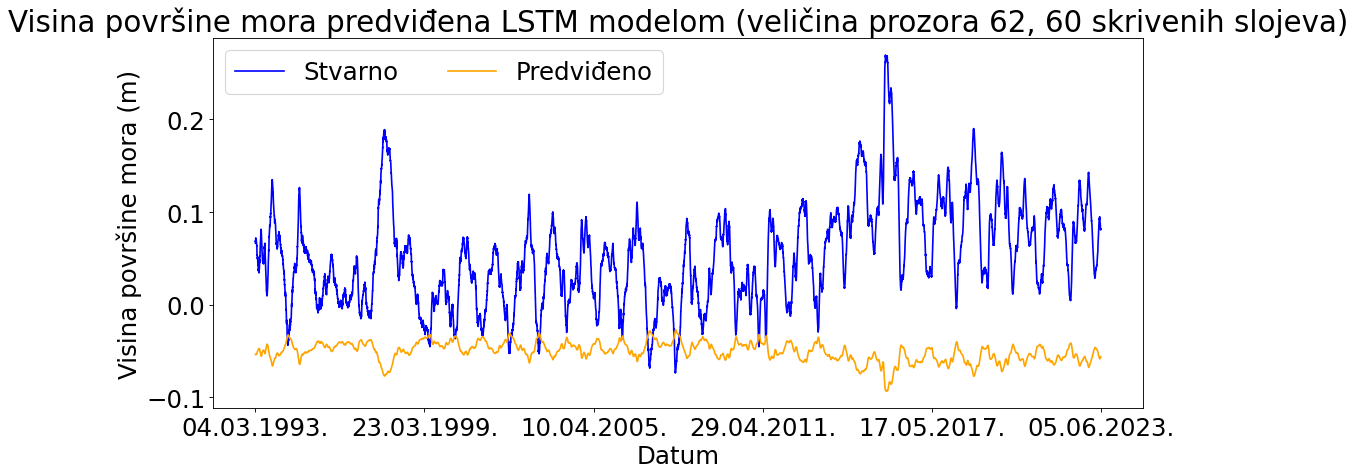 Visina površine mora predviđena LSTM modelom (veličina prozora 62, 60 skrivenih slojeva)
Stvarno
Predviđeno
Visina površine mora (m)
0.2
0.1
0.0
−0.1
04.03.1993.
23.03.1999.
10.04.2005.
29.04.2011.
17.05.2017.
05.06.2023.
Datum